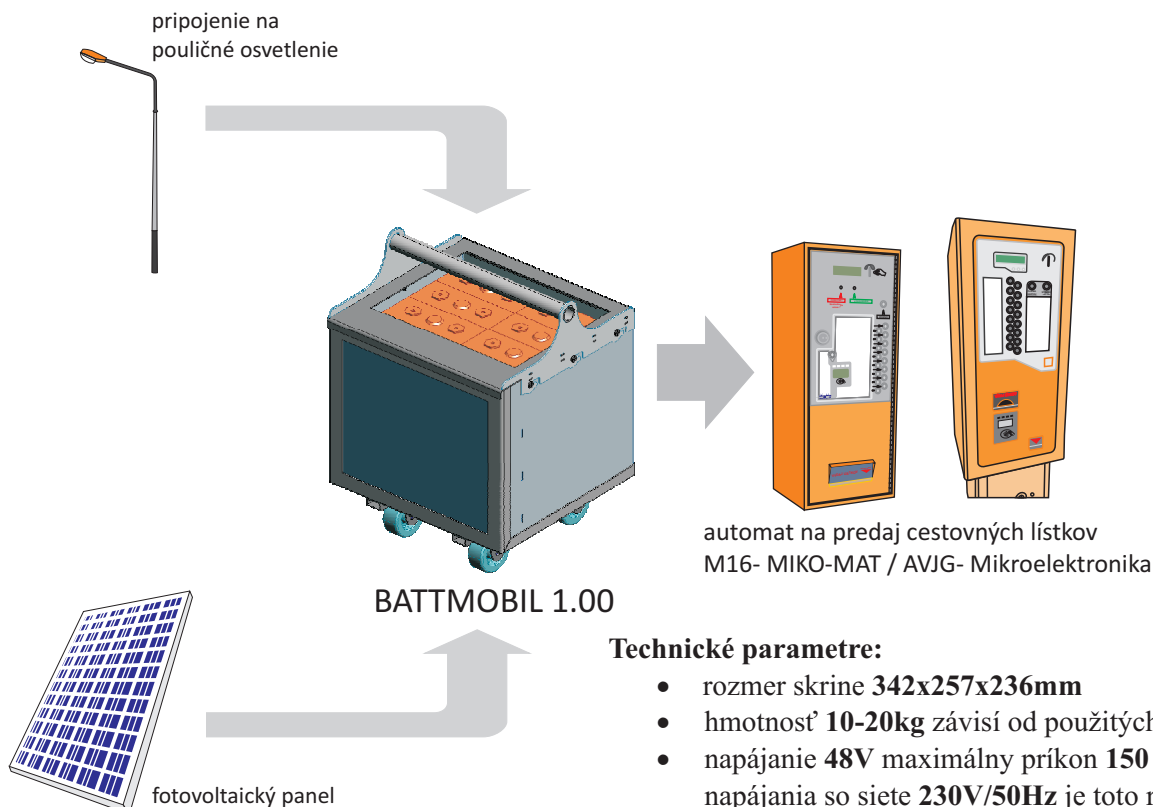 pripojenie na
pouličné osvetlenie
automat na predaj cestovných lístkov
M16- MIKO-MAT / AVJG- Mikroelektronika
BATTMOBIL 1.00
Technické parametre:
• rozmer skrine 342x257x236mm
• hmotnosť 10-20kg závisí od použitých
• napájanie 48V maximálny príkon 150
napájania so siete 230V/50Hz je toto
fotovoltaický panel